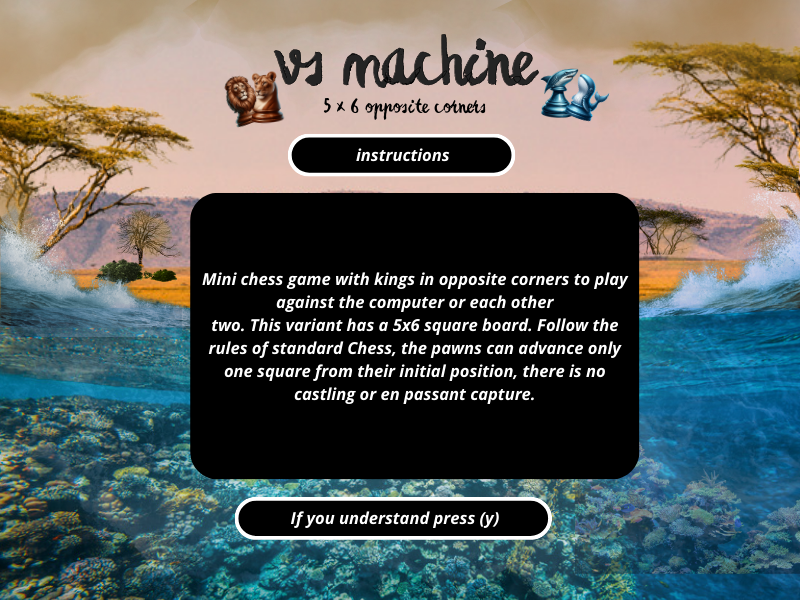 vs machine
5 x 6 opposite corners
instructions
Mini chess game with kings in opposite corners to play
against the computer or each other
two. This variant has a 5x6 square board. Follow the
rules of standard Chess, the pawns can advance only
one square from their initial position, there is no
castling or en passant capture.
If you understand press (y)